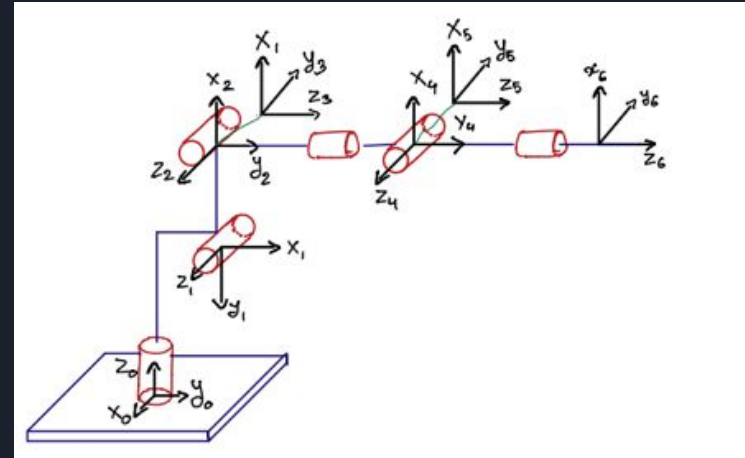 X₁
y₃
Z₃
X₂
y₂
Z₂
X₅
y₅
Z₅
X₄
Y₄
Z₄
x₆
y₆
Z₆
X₁
Z₁
y₁
Z₀
y₀
X₀